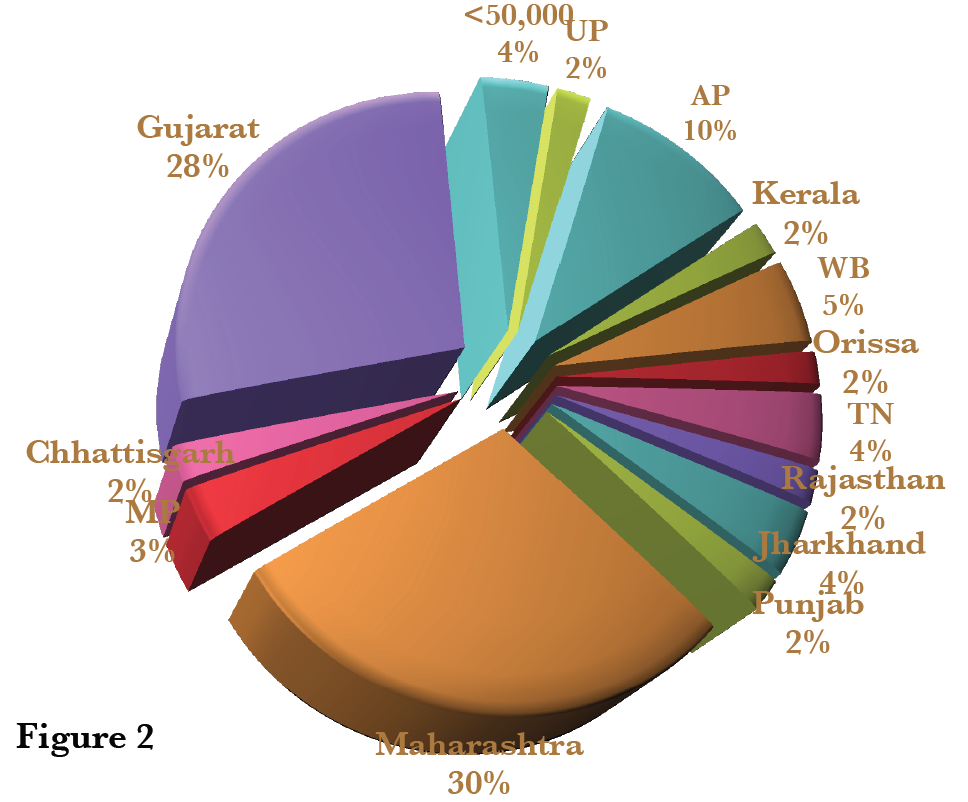 <50,000
4%
UP
2%
AP
10%
Kerala
2%
WB
5%
Orissa
2%
TN
4%
Rajasthan
2%
Jharkhand
4%
Punjab
2%
Maharashtra
30%
MP
3%
Chhattisgarh
2%
Gujarat
28%
Figure 2